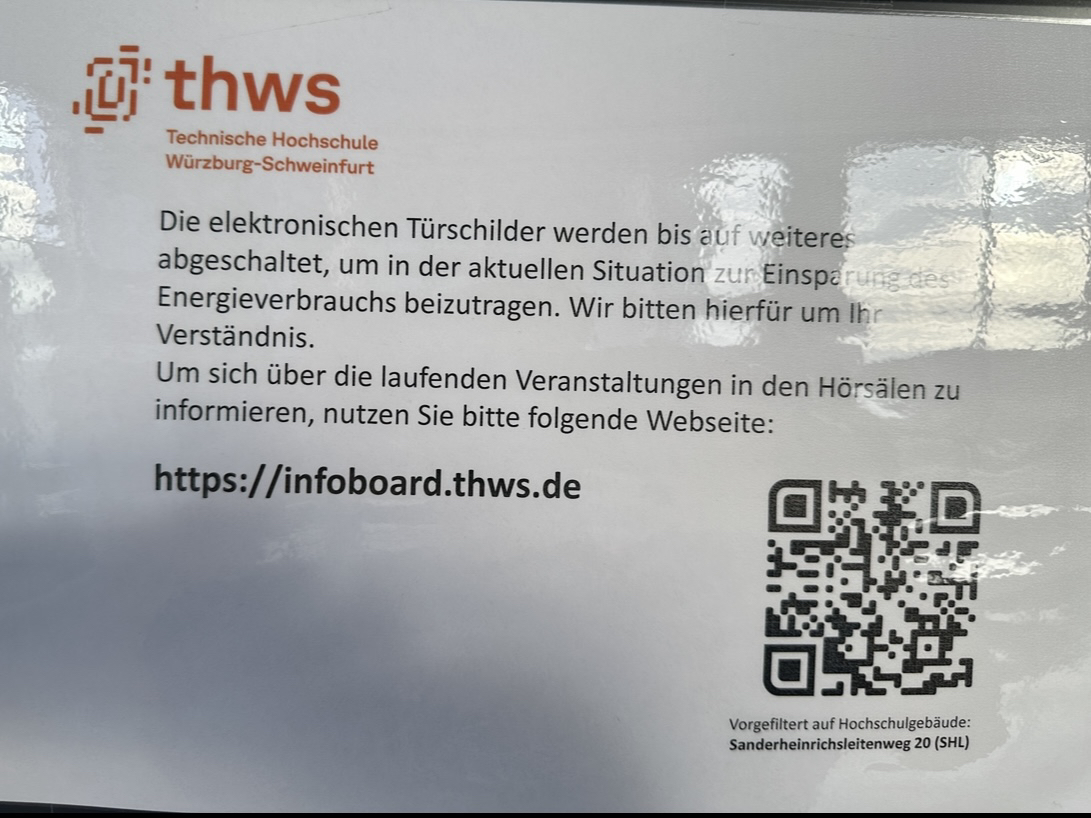 thws
Technische Hochschule
Würzburg-Schweinfurt
Die elektronischen Türschilder werden bis auf weiteres
abgeschaltet, um in der aktuellen Situation zur Einsparung des
Energieverbrauchs beizutragen. Wir bitten hierfür um Ihr
Verständnis.
Um sich über die laufenden Veranstaltungen in den Hörsälen zu
informieren, nutzen Sie bitte folgende Webseite:
https://infoboard.thws.de
Vorgefiltert auf Hochschulgebäude:
Sanderheinrichsleitenweg 20 (SHL)